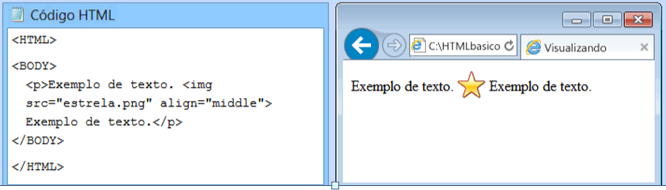 Código HTML
<HTML>
<BODY>
<p>Exemplo de texto. <img
src="estrela.png" align="middle">
Exemplo de texto.</p>
</BODY>
</HTML>
C:\HTMLbasico
Visualizando
Exemplo de texto. Exemplo de texto.